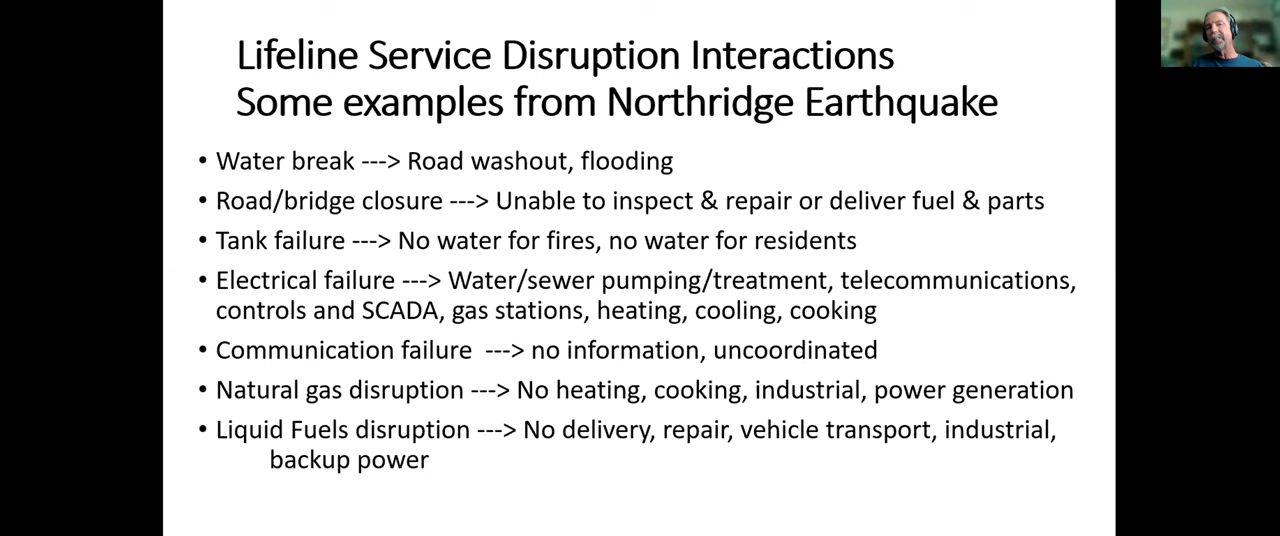 Lifeline Service Disruption Interactions
Some examples from Northridge Earthquake
• Water break ---> Road washout, flooding
• Road/bridge closure ---> Unable to inspect & repair or deliver fuel & parts
• Tank failure ---> No water for fires, no water for residents
• Electrical failure ---> Water/sewer pumping/treatment, telecommunications,
controls and SCADA, gas stations, heating, cooling, cooking
• Communication failure ---> no information, uncoordinated
• Natural gas disruption ---> No heating, cooking, industrial, power generation
• Liquid Fuels disruption ---> No delivery, repair, vehicle transport, industrial,
backup power